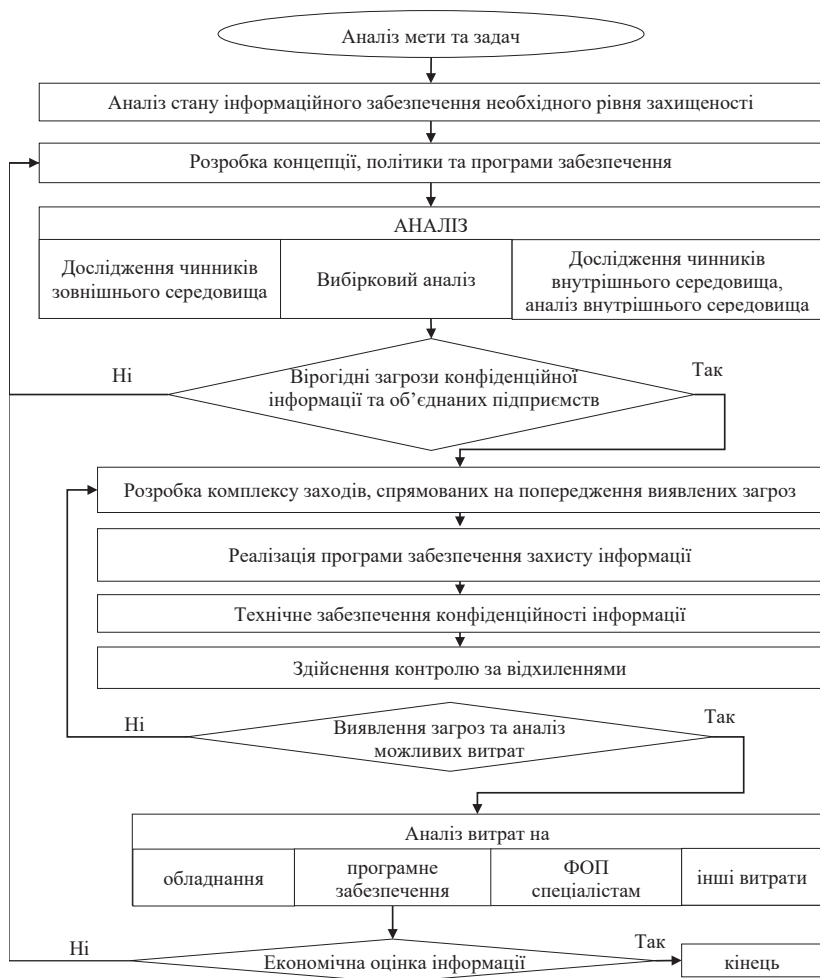 Аналіз мети та задач
Аналіз стану інформаційного забезпечення необхідного рівня захищеності
Розробка концепції, політики та програми забезпечення
АНАЛІЗ
Дослідження чинників
зовнішнього середовища
Вибірковий аналіз
Дослідження чинників
внутрішнього середовища,
аналіз внутрішнього середовища
Ні
Так
Вірогідні загрози конфіденційної
інформації та об’єднаних підприємств
Розробка комплексу заходів, спрямованих на попередження виявлених загроз
Реалізація програми забезпечення захисту інформації
Технічне забезпечення конфіденційності інформації
Здійснення контролю за відхиленнями
Ні
Так
Виявлення загроз та аналіз
можливих витрат
Аналіз витрат на
обладнання
програмне
забезпечення
ФОП
спеціалістам
інші витрати
Ні
Так
Економічна оцінка інформації
кінець